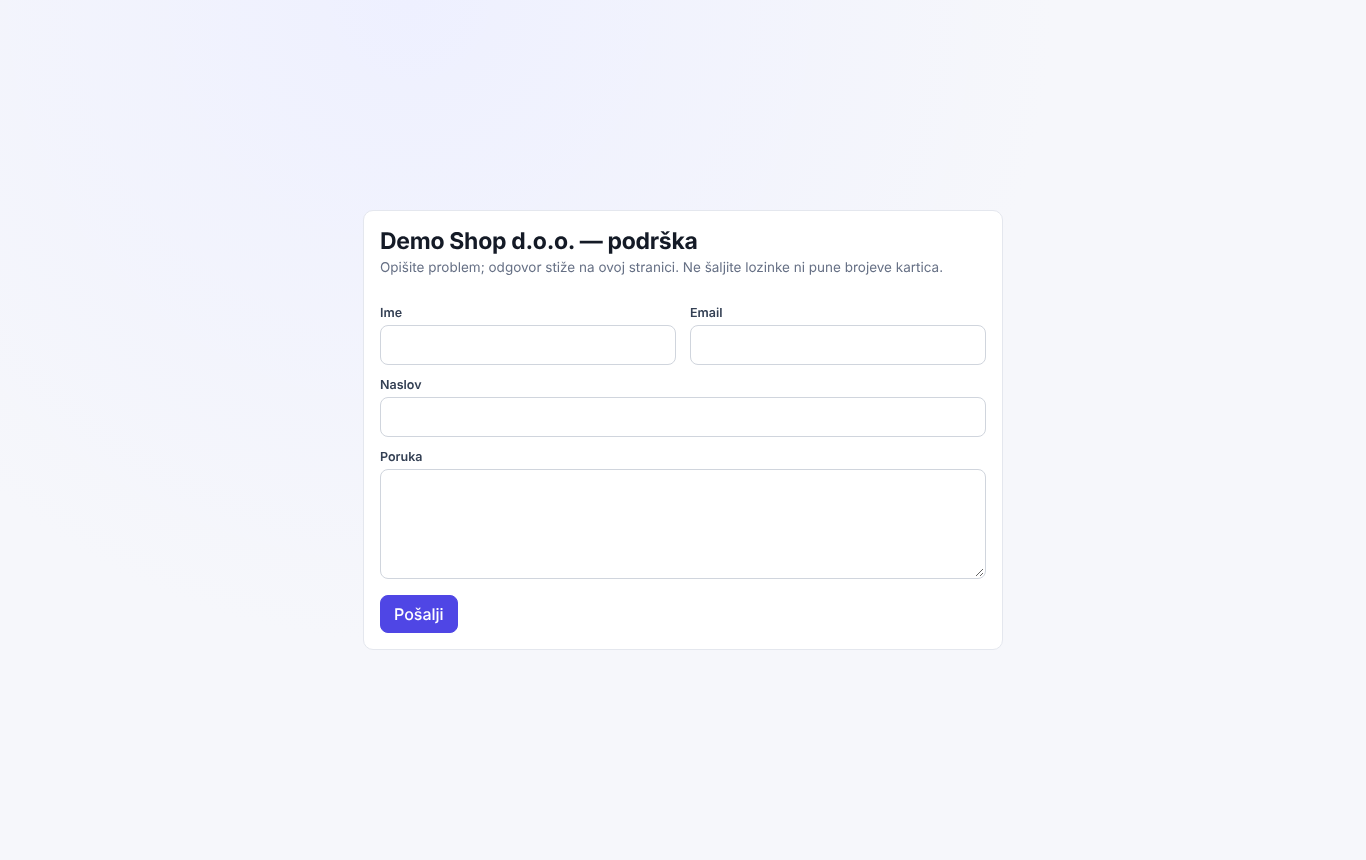 Demo Shop d.o.o. — podrška
Opišite problem; odgovor stiže na ovoj stranici. Ne šaljite lozinke ni pune brojeve kartica.
Ime
Email
Naslov
Poruka
Pošalji